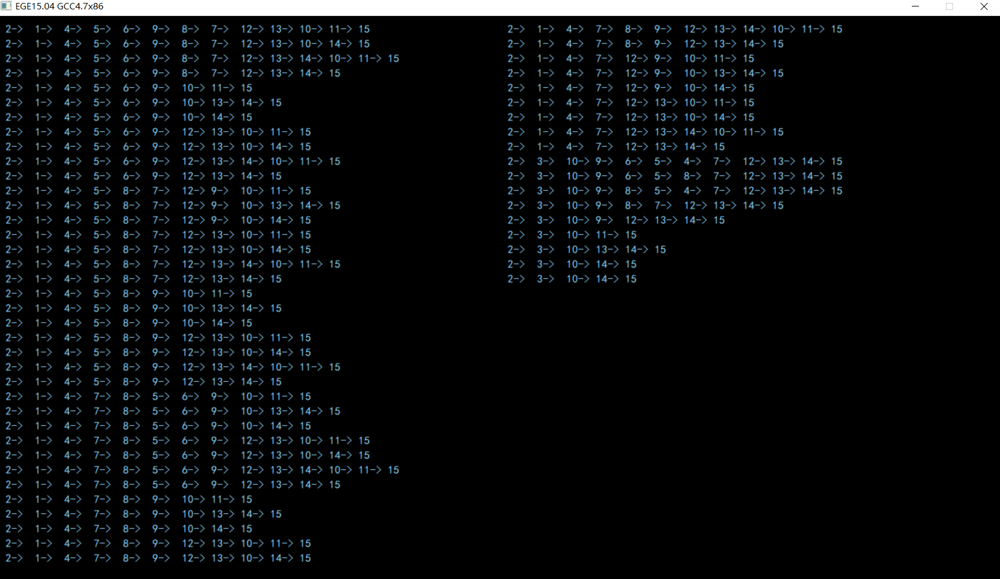 EGE15.04 GCC4.7x86
2-> 1-> 4-> 5-> 6-> 9-> 8-> 7-> 12-> 13-> 10-> 11-> 15
2-> 1-> 4-> 5-> 6-> 9-> 8-> 7-> 12-> 13-> 10-> 14-> 15
2-> 1-> 4-> 5-> 6-> 9-> 8-> 7-> 12-> 13-> 14-> 10-> 11-> 15
2-> 1-> 4-> 5-> 6-> 9-> 8-> 7-> 12-> 13-> 14-> 15
2-> 1-> 4-> 5-> 6-> 9-> 10-> 11-> 15
2-> 1-> 4-> 5-> 6-> 9-> 10-> 13-> 14-> 15
2-> 1-> 4-> 5-> 6-> 9-> 10-> 14-> 15
2-> 1-> 4-> 5-> 6-> 9-> 12-> 13-> 10-> 11-> 15
2-> 1-> 4-> 5-> 6-> 9-> 12-> 13-> 10-> 14-> 15
2-> 1-> 4-> 5-> 6-> 9-> 12-> 13-> 14-> 10-> 11-> 15
2-> 1-> 4-> 5-> 6-> 9-> 12-> 13-> 14-> 15
2-> 1-> 4-> 5-> 8-> 7-> 12-> 9-> 10-> 11-> 15
2-> 1-> 4-> 5-> 8-> 7-> 12-> 9-> 10-> 13-> 14-> 15
2-> 1-> 4-> 5-> 8-> 7-> 12-> 9-> 10-> 14-> 15
2-> 1-> 4-> 5-> 8-> 7-> 12-> 13-> 10-> 11-> 15
2-> 1-> 4-> 5-> 8-> 7-> 12-> 13-> 10-> 14-> 15
2-> 1-> 4-> 5-> 8-> 7-> 12-> 13-> 14-> 10-> 11-> 15
2-> 1-> 4-> 5-> 8-> 7-> 12-> 13-> 14-> 15
2-> 1-> 4-> 5-> 8-> 9-> 10-> 11-> 15
2-> 1-> 4-> 5-> 8-> 9-> 10-> 13-> 14-> 15
2-> 1-> 4-> 5-> 8-> 9-> 10-> 14-> 15
2-> 1-> 4-> 5-> 8-> 9-> 12-> 13-> 10-> 11-> 15
2-> 1-> 4-> 5-> 8-> 9-> 12-> 13-> 10-> 14-> 15
2-> 1-> 4-> 5-> 8-> 9-> 12-> 13-> 14-> 10-> 11-> 15
2-> 1-> 4-> 5-> 8-> 9-> 12-> 13-> 14-> 15
2-> 1-> 4-> 7-> 8-> 5-> 6-> 9-> 10-> 11-> 15
2-> 1-> 4-> 7-> 8-> 5-> 6-> 9-> 10-> 13-> 14-> 15
2-> 1-> 4-> 7-> 8-> 5-> 6-> 9-> 10-> 14-> 15
2-> 1-> 4-> 7-> 8-> 5-> 6-> 9-> 12-> 13-> 10-> 11-> 15
2-> 1-> 4-> 7-> 8-> 5-> 6-> 9-> 12-> 13-> 10-> 14-> 15
2-> 1-> 4-> 7-> 8-> 5-> 6-> 9-> 12-> 13-> 14-> 10-> 11-> 15
2-> 1-> 4-> 7-> 8-> 5-> 6-> 9-> 12-> 13-> 14-> 15
2-> 1-> 4-> 7-> 8-> 9-> 10-> 11-> 15
2-> 1-> 4-> 7-> 8-> 9-> 10-> 13-> 14-> 15
2-> 1-> 4-> 7-> 8-> 9-> 10-> 14-> 15
2-> 1-> 4-> 7-> 8-> 9-> 12-> 13-> 10-> 11-> 15
2-> 1-> 4-> 7-> 8-> 9-> 12-> 13-> 10-> 14-> 15
2-> 1-> 4-> 7-> 8-> 9-> 12-> 13-> 14-> 10-> 11-> 15
2-> 1-> 4-> 7-> 8-> 9-> 12-> 13-> 14-> 15
2-> 1-> 4-> 7-> 12-> 9-> 10-> 11-> 15
2-> 1-> 4-> 7-> 12-> 9-> 10-> 13-> 14-> 15
2-> 1-> 4-> 7-> 12-> 9-> 10-> 14-> 15
2-> 1-> 4-> 7-> 12-> 13-> 10-> 11-> 15
2-> 1-> 4-> 7-> 12-> 13-> 10-> 14-> 15
2-> 1-> 4-> 7-> 12-> 13-> 14-> 10-> 11-> 15
2-> 1-> 4-> 7-> 12-> 13-> 14-> 15
2-> 3-> 10-> 9-> 6-> 5-> 4-> 7-> 12-> 13-> 14-> 15
2-> 3-> 10-> 9-> 6-> 5-> 8-> 7-> 12-> 13-> 14-> 15
2-> 3-> 10-> 9-> 8-> 5-> 4-> 7-> 12-> 13-> 14-> 15
2-> 3-> 10-> 9-> 8-> 7-> 12-> 13-> 14-> 15
2-> 3-> 10-> 9-> 12-> 13-> 14-> 15
2-> 3-> 10-> 11-> 15
2-> 3-> 10-> 13-> 14-> 15
2-> 3-> 10-> 14-> 15
2-> 3-> 10-> 14-> 15